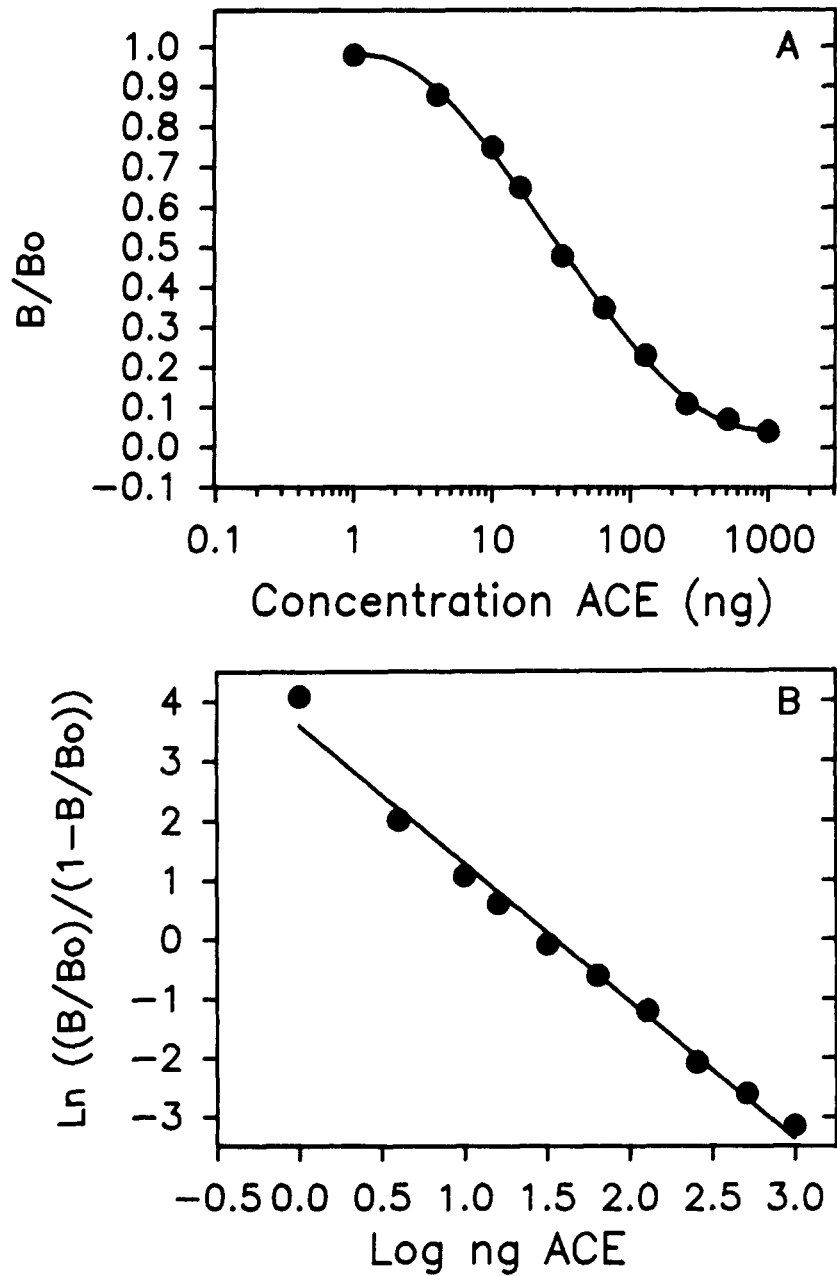 A
1.0
0.9
0.8
0.7
0.6
0.5
0.4
0.3
0.2
0.1
0.0
−0.1
B/Bo
0.1 1 10 100 1000
Concentration ACE (ng)
B
4
3
2
1
0
−1
−2
−3
Ln ((B/Bo)/(1−B/Bo))
−0.5 0.0 0.5 1.0 1.5 2.0 2.5 3.0
Log ng ACE